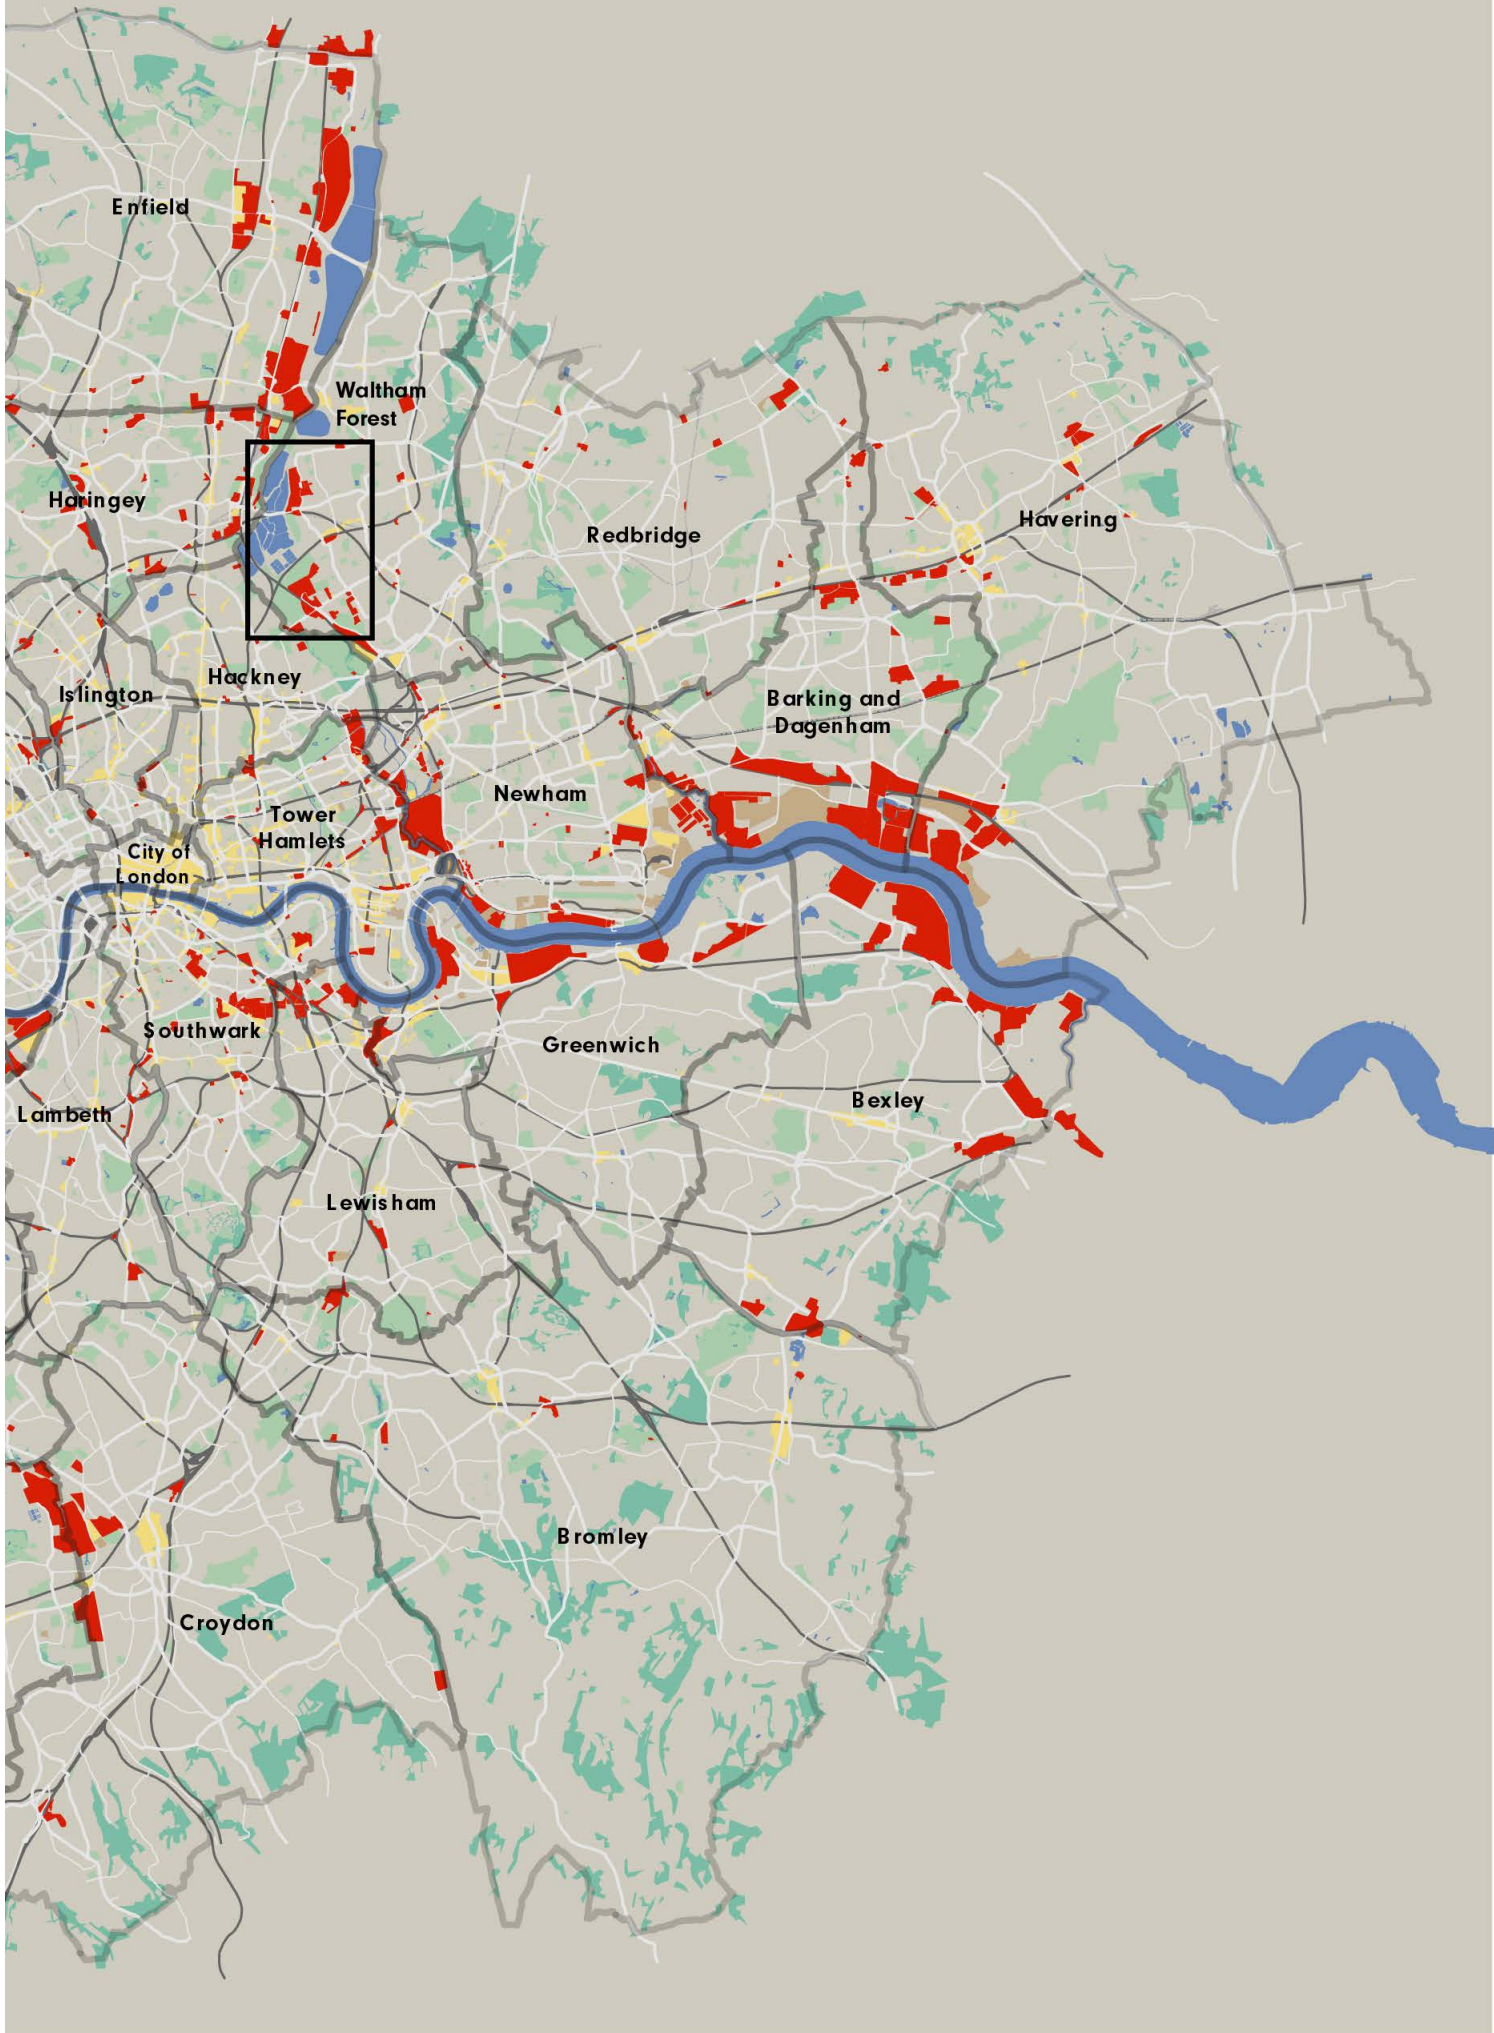 Enfield
Waltham
Forest
Haringey
Redbridge
Havering
Hackney
Islington
Barking and
Dagenham
Newham
Tower
Hamlets
City of
London
Southwark
Greenwich
Bexley
Lambeth
Lewisham
Bromley
Croydon